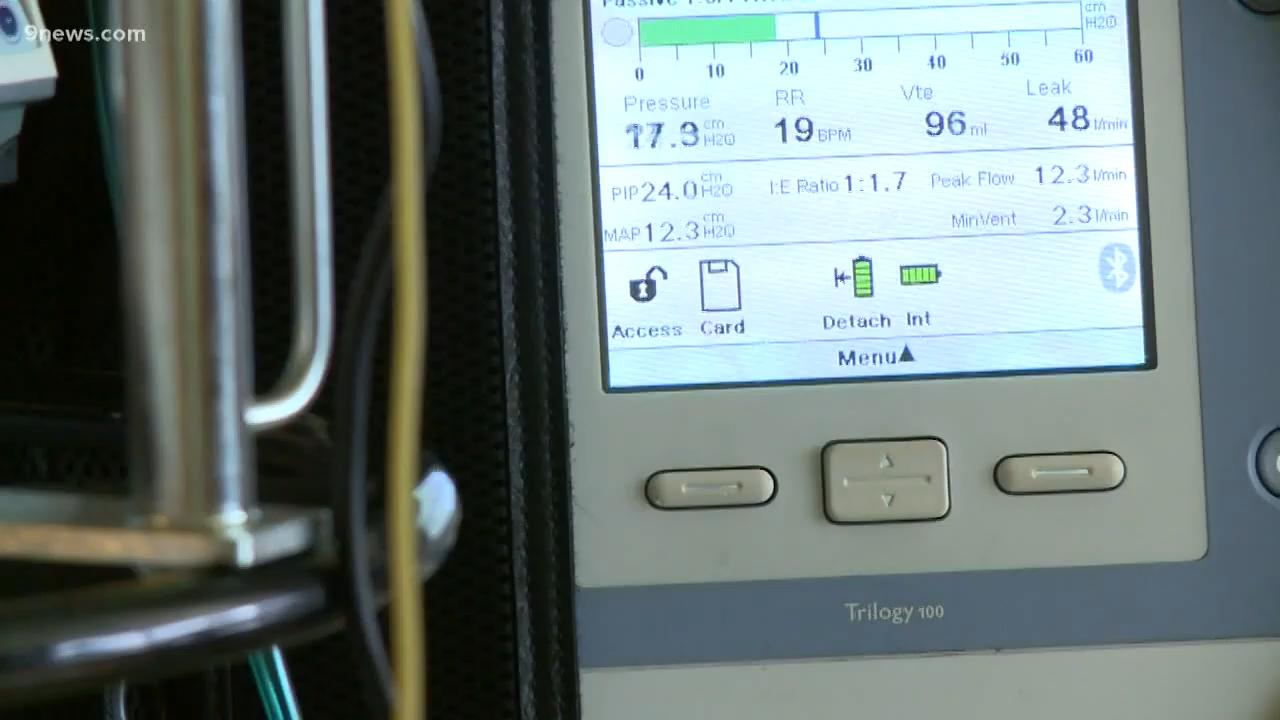 9news.com
Passive
cm
H2O
0 10 20 30 40 50 60
Pressure RR Vte Leak
17.3 cm H2O 19 BPM 96 ml 48 l/min
PIP 24.0 cm H2O I:E Ratio 1:1.7 Peak Flow 12.3 l/min
MAP 12.3 cm H2O MinVent 2.3 l/min
Access Card Detach Int
Menu
Trilogy 100